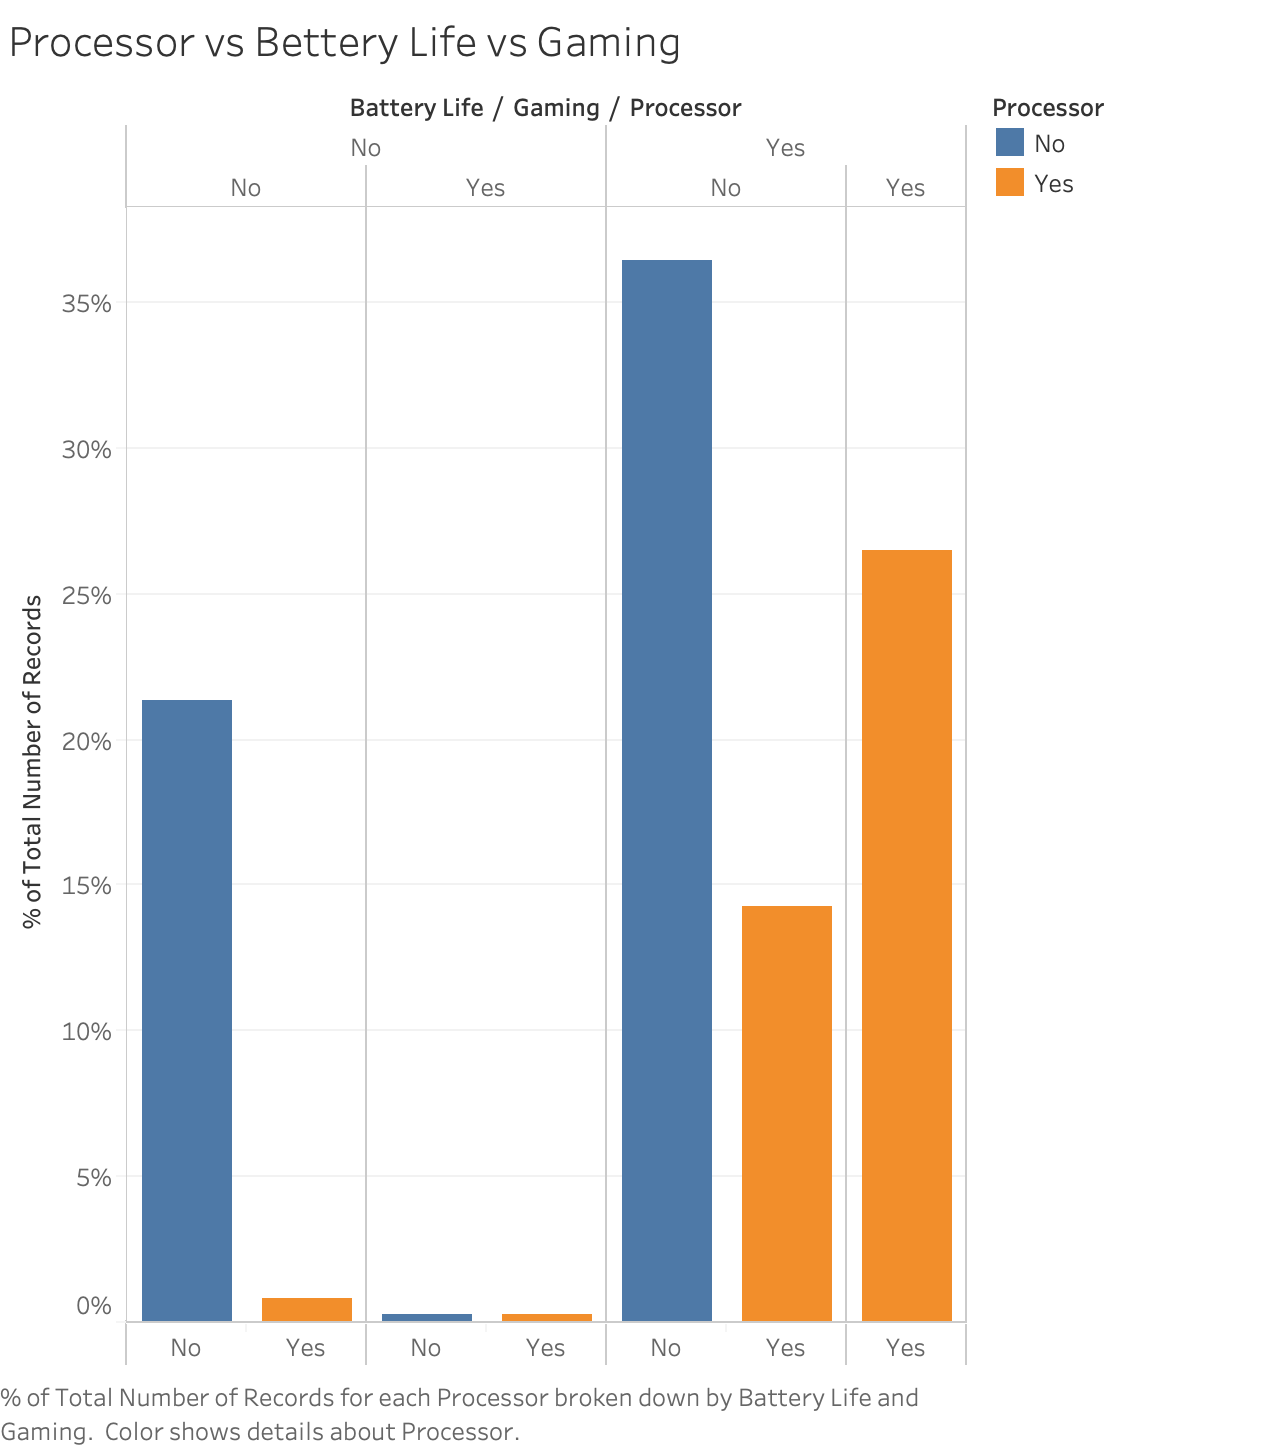 Processor vs Bettery Life vs Gaming
Battery Life / Gaming / Processor
Processor
No
Yes
No
Yes
No
Yes
No
Yes
35%
30%
25%
20%
15%
10%
5%
0%
% of Total Number of Records
No
Yes
No
Yes
No
Yes
Yes
% of Total Number of Records for each Processor broken down by Battery Life and
Gaming. Color shows details about Processor.